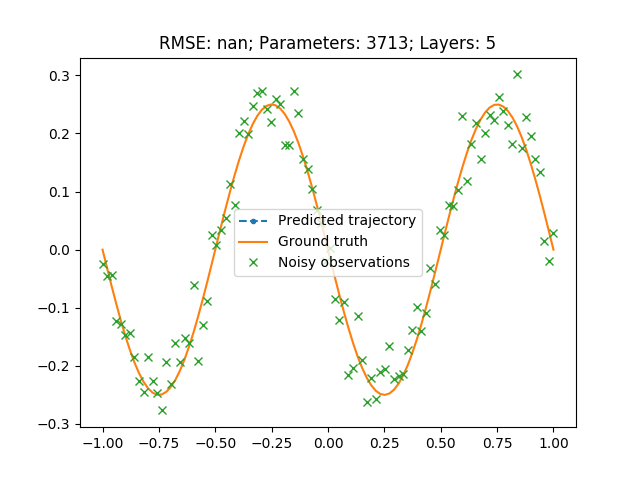 RMSE: nan; Parameters: 3713; Layers: 5
0.3
0.2
0.1
0.0
−0.1
−0.2
−0.3
Predicted trajectory
Ground truth
Noisy observations
−1.00 −0.75 −0.50 −0.25 0.00 0.25 0.50 0.75 1.00